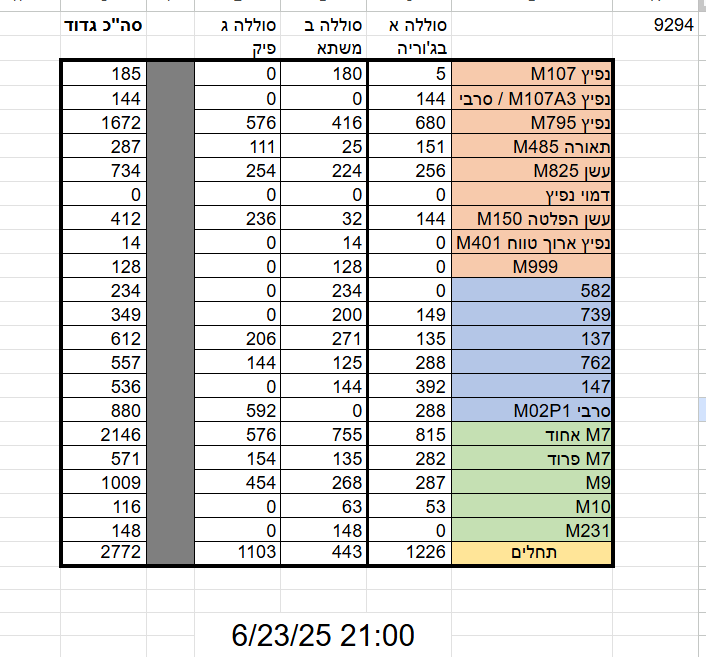 9294 סוללה א סוללה ב סוללה ג סה"כ גדוד
בג'וריה משתא פיק
נפיץ M107 5 180 0 185
נפיץ M107A3 / סרבי 144 0 0 144
נפיץ M795 680 416 576 1672
תאורה M485 151 25 111 287
עשן M825 256 224 254 734
דמוי נפיץ 0 0 0 0
עשן הפלטה M150 144 32 236 412
נפיץ ארוך טווח M401 0 14 0 14
M999 0 128 0 128
582 0 234 0 234
739 149 200 0 349
137 135 271 206 612
762 288 125 144 557
147 392 144 0 536
סרבי M02P1 288 0 592 880
M7 אחוד 815 755 576 2146
M7 פרוד 282 135 154 571
M9 287 268 454 1009
M10 53 63 0 116
M231 0 148 0 148
תחלים 1226 443 1103 2772
6/23/25 21:00